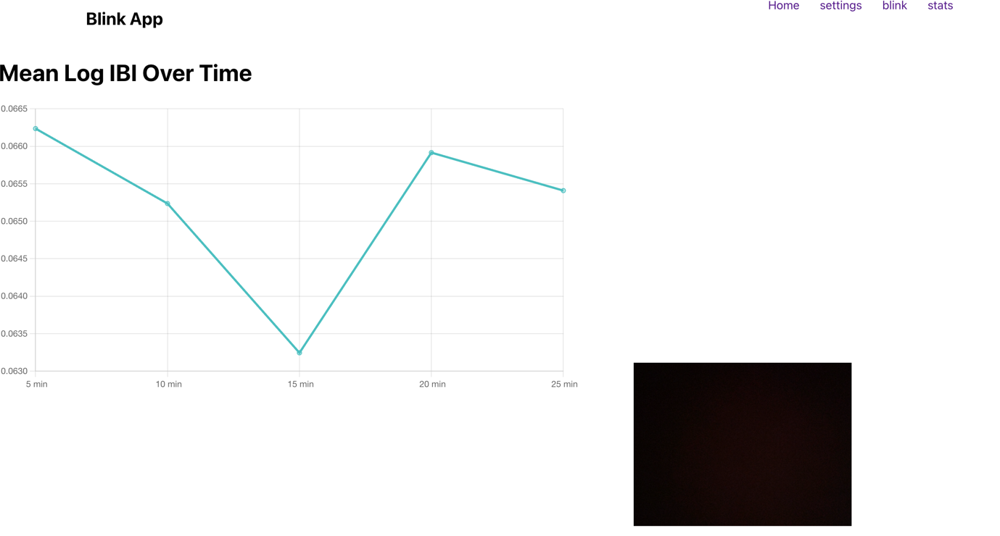 Blink App
Home settings blink stats
Mean Log IBI Over Time
0.0665
0.0660
0.0655
0.0650
0.0645
0.0640
0.0635
0.0630
5 min 10 min 15 min 20 min 25 min